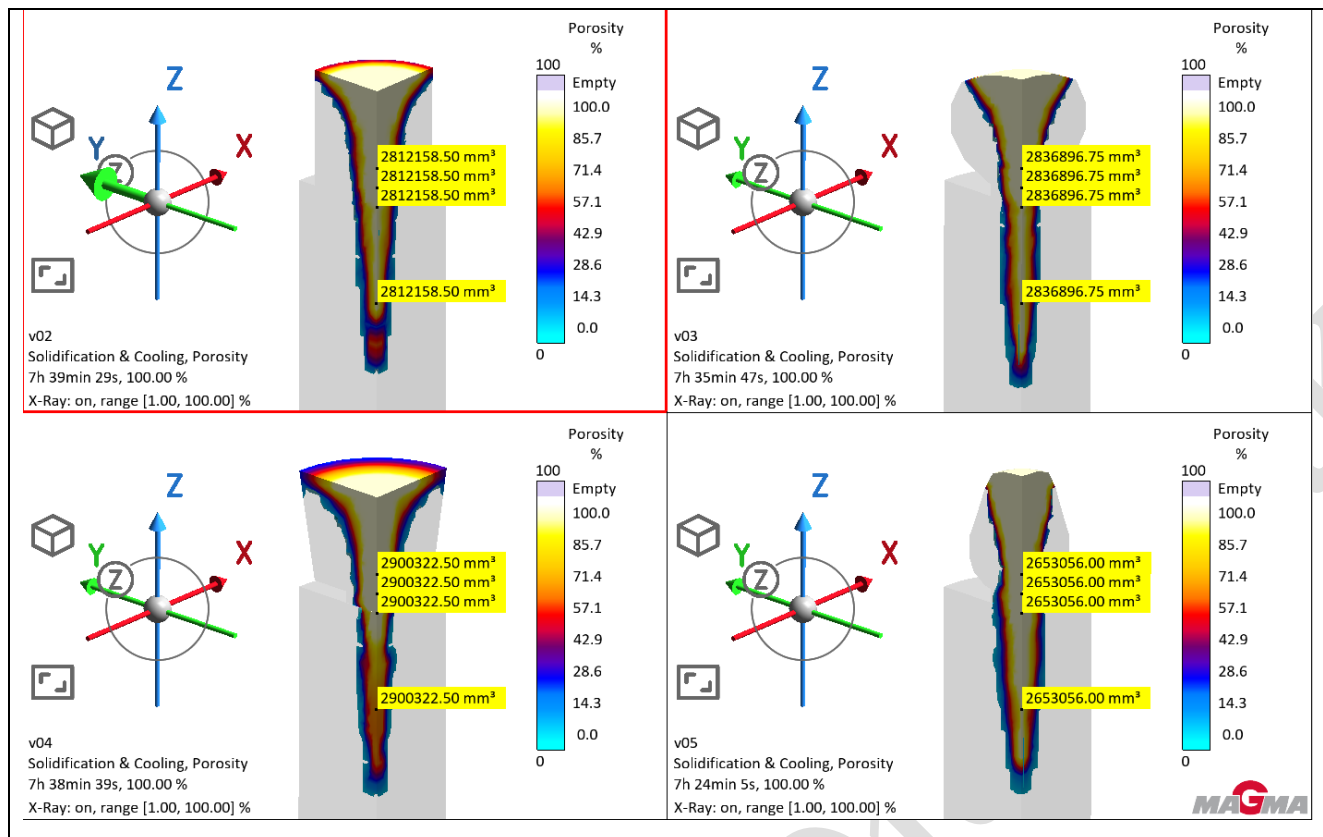 Porosity
%
100
Empty
100.0
85.7
71.4
57.1
42.9
28.6
14.3
0.0
0
Z
Y
X
Z
2812158.50 mm³
2812158.50 mm³
2812158.50 mm³
2812158.50 mm³
v02
Solidification & Cooling, Porosity
7h 39min 29s, 100.00 %
X-Ray: on, range [1.00, 100.00] %
Porosity
%
100
Empty
100.0
85.7
71.4
57.1
42.9
28.6
14.3
0.0
0
Z
Y
X
Z
2836896.75 mm³
2836896.75 mm³
2836896.75 mm³
2836896.75 mm³
v03
Solidification & Cooling, Porosity
7h 35min 47s, 100.00 %
X-Ray: on, range [1.00, 100.00] %
Porosity
%
100
Empty
100.0
85.7
71.4
57.1
42.9
28.6
14.3
0.0
0
Z
Y
X
Z
2900322.50 mm³
2900322.50 mm³
2900322.50 mm³
2900322.50 mm³
v04
Solidification & Cooling, Porosity
7h 38min 39s, 100.00 %
X-Ray: on, range [1.00, 100.00] %
Porosity
%
100
Empty
100.0
85.7
71.4
57.1
42.9
28.6
14.3
0.0
0
Z
Y
X
Z
2653056.00 mm³
2653056.00 mm³
2653056.00 mm³
2653056.00 mm³
v05
Solidification & Cooling, Porosity
7h 24min 5s, 100.00 %
X-Ray: on, range [1.00, 100.00] %
MAGMA